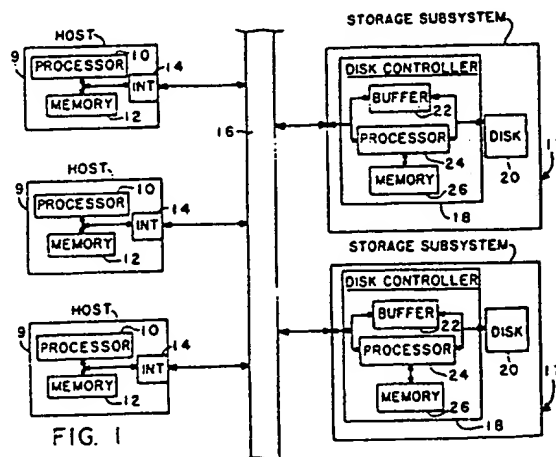 HOST
PROCESSOR
10
14
9
INT
MEMORY
12
HOST
PROCESSOR
10
14
9
INT
MEMORY
12
HOST
PROCESSOR
10
14
9
INT
MEMORY
12
FIG. 1
16
STORAGE SUBSYSTEM
DISK CONTROLLER
BUFFER
22
PROCESSOR
24
DISK
20
MEMORY
26
18
STORAGE SUBSYSTEM
DISK CONTROLLER
BUFFER
22
PROCESSOR
24
DISK
20
MEMORY
26
18